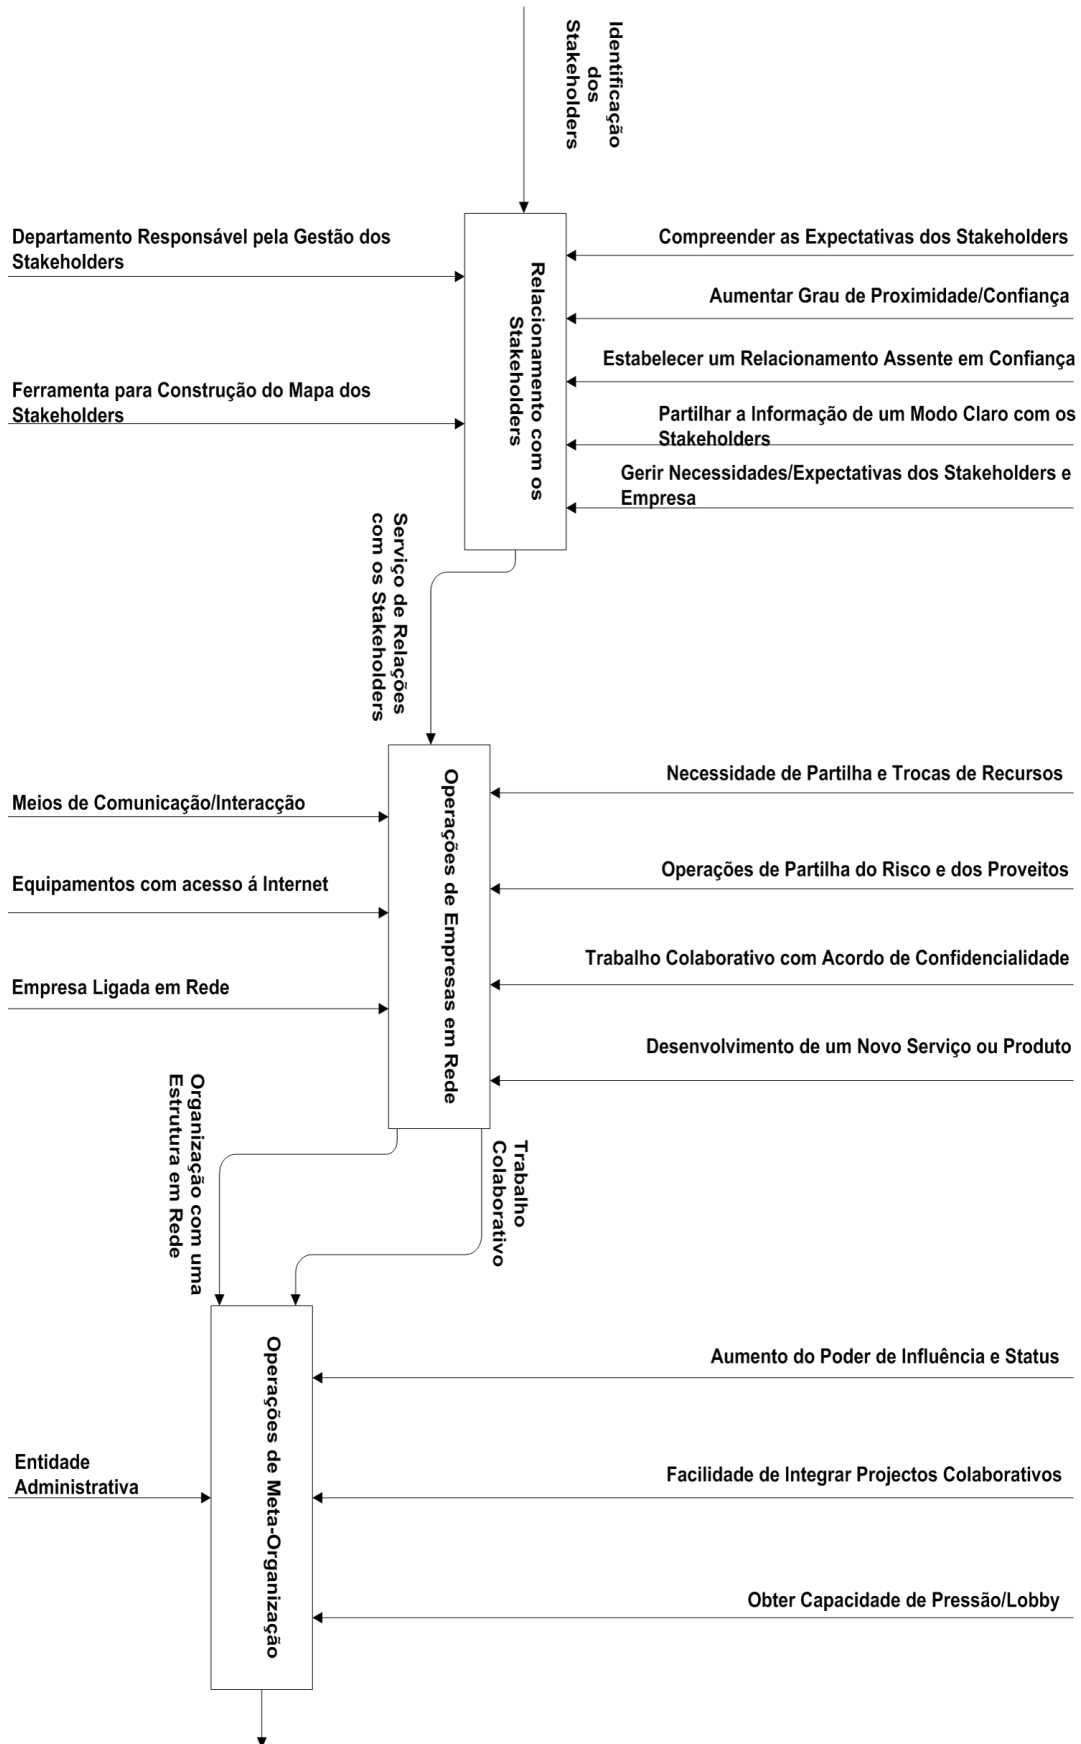 Identificação
dos
Stakeholders
Departamento Responsável pela Gestão dos
Stakeholders
Ferramenta para Construção do Mapa dos
Stakeholders
Relacionamento com os
Stakeholders
Compreender as Expectativas dos Stakeholders
Aumentar Grau de Proximidade/Confiança
Estabelecer um Relacionamento Assente em Confiança
Partilhar a Informação de um Modo Claro com os
Stakeholders
Gerir Necessidades/Expectativas dos Stakeholders e
Empresa
Serviço de Relações
com os Stakeholders
Meios de Comunicação/Interacção
Equipamentos com acesso á Internet
Empresa Ligada em Rede
Operações de Empresas em Rede
Necessidade de Partilha e Trocas de Recursos
Operações de Partilha do Risco e dos Proveitos
Trabalho Colaborativo com Acordo de Confidencialidade
Desenvolvimento de um Novo Serviço ou Produto
Organização com uma
Estrutura em Rede
Trabalho
Colaborativo
Entidade
Administrativa
Operações de Meta-Organização
Aumento do Poder de Influência e Status
Facilidade de Integrar Projectos Colaborativos
Obter Capacidade de Pressão/Lobby